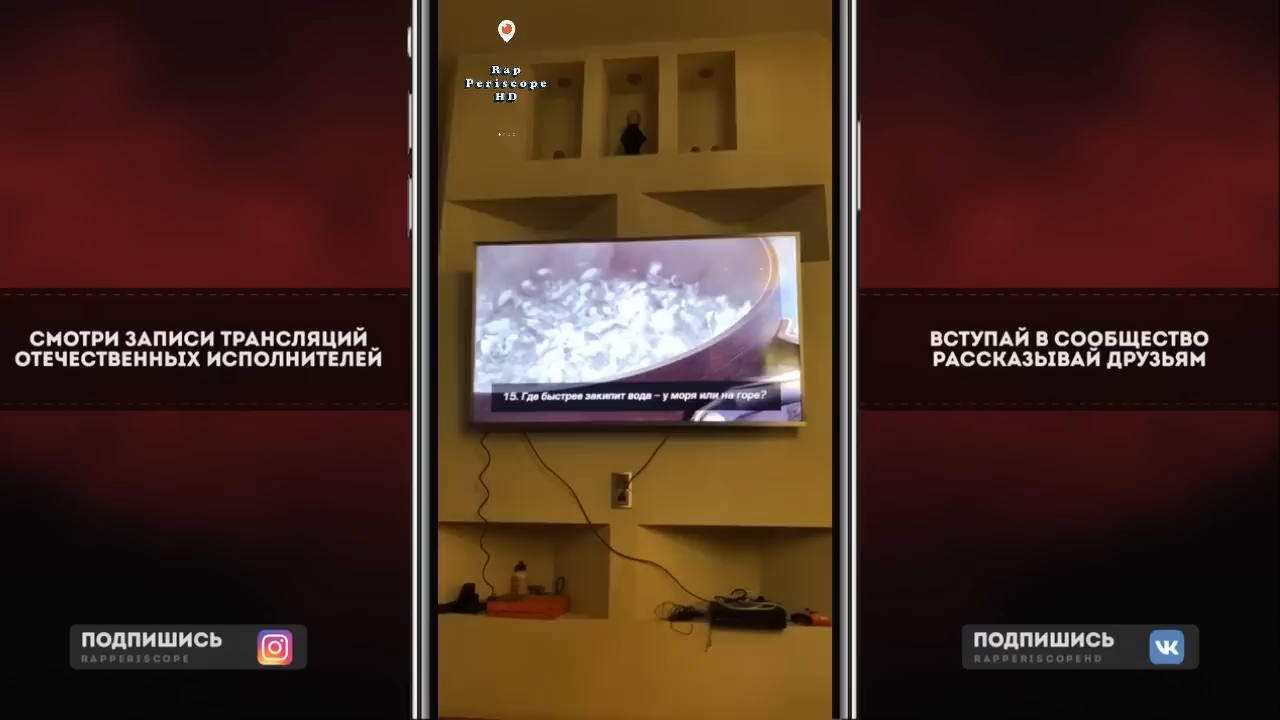 Rap
Periscope
HD
СМОТРИ ЗАПИСИ ТРАНСЛЯЦИЙ
ОТЕЧЕСТВЕННЫХ ИСПОЛНИТЕЛЕЙ
ВСТУПАЙ В СООБЩЕСТВО
РАССКАЗЫВАЙ ДРУЗЬЯМ
15. Где быстрее закипит вода – у моря или на горе?
ПОДПИШИСЬ
RAPPERISCOPE
ПОДПИШИСЬ
RAPPERISCOPEHD